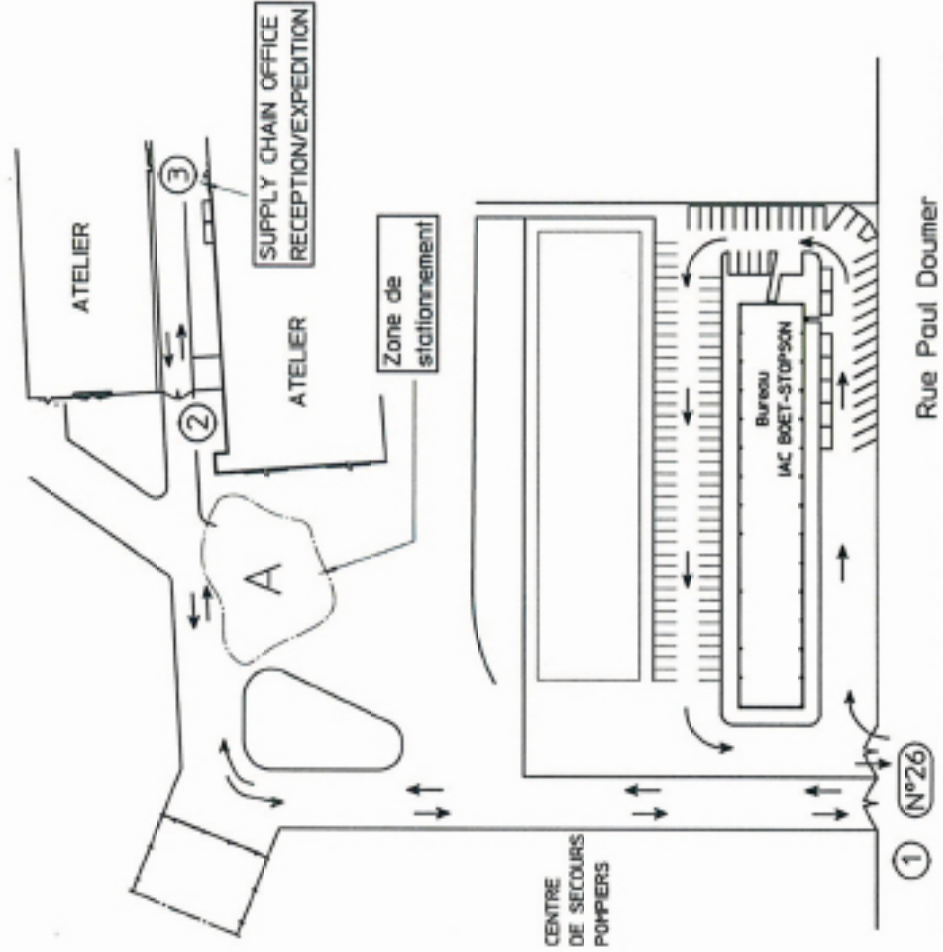 ATELIER
3
SUPPLY CHAIN OFFICE
RECEPTION/EXPEDITION
2
ATELIER
Zone de
stationnement
A
Bureau
IAC BOET-STOPSON
CENTRE
DE SECOURS
POMPIERS
1
N°26
Rue Paul Doumer